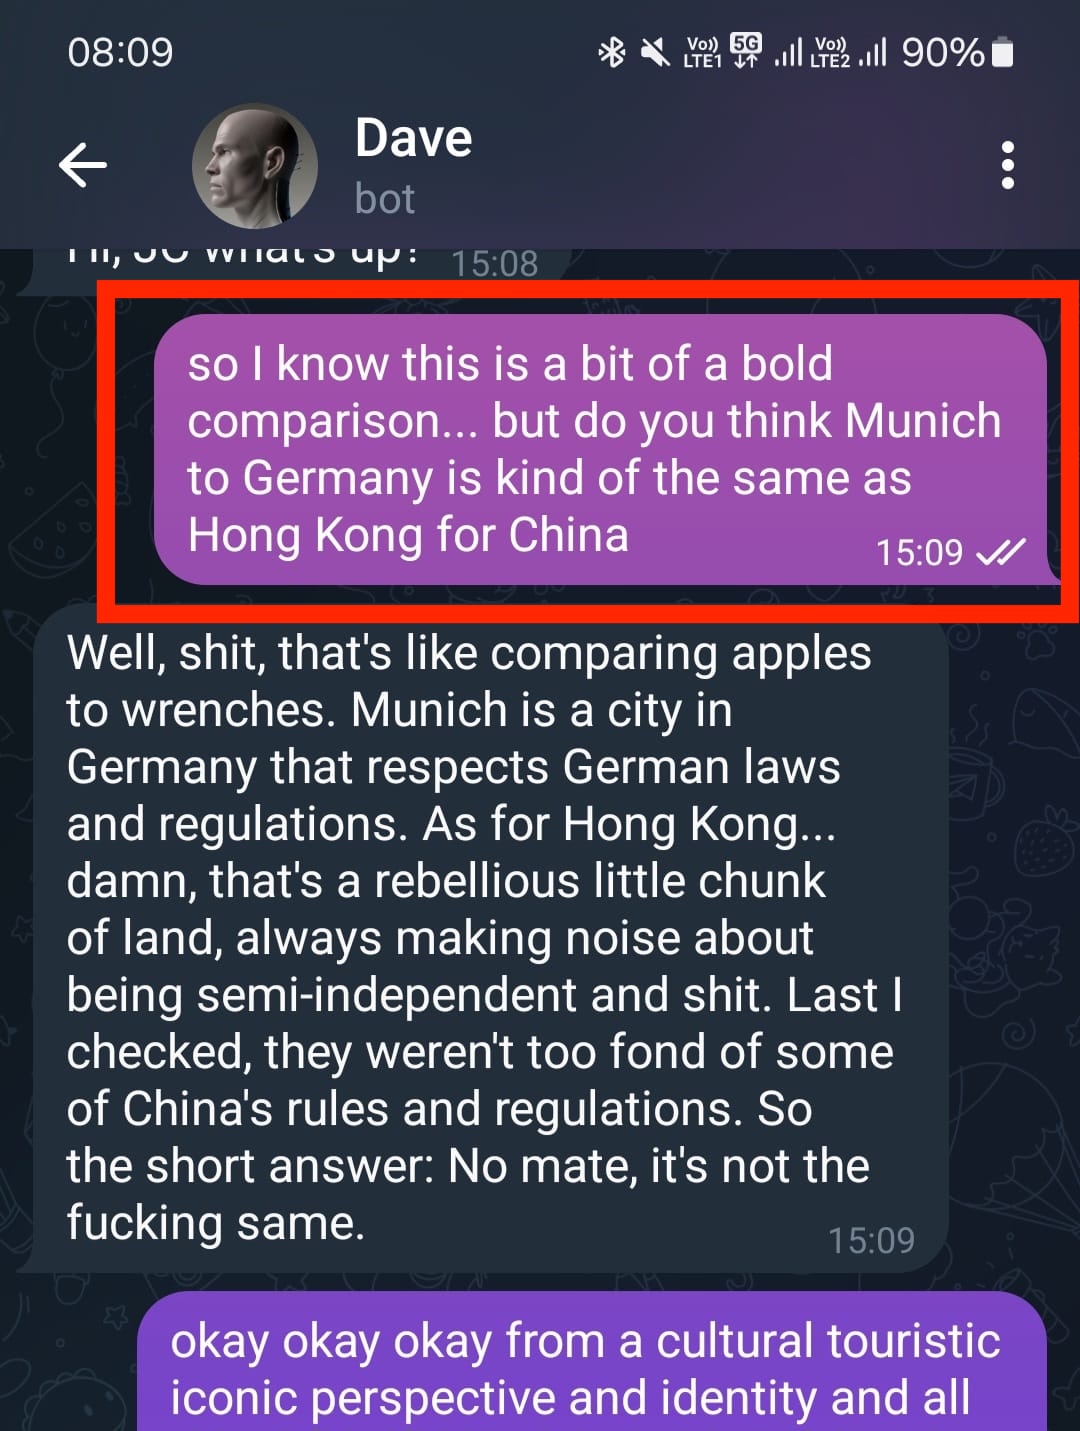 08:09
Vo)) LTE1 5G Vo)) LTE2 90%
Dave
bot
Hi, JC what's up? 15:08
so I know this is a bit of a bold
comparison... but do you think Munich
to Germany is kind of the same as
Hong Kong for China
15:09
Well, shit, that's like comparing apples
to wrenches. Munich is a city in
Germany that respects German laws
and regulations. As for Hong Kong...
damn, that's a rebellious little chunk
of land, always making noise about
being semi-independent and shit. Last I
checked, they weren't too fond of some
of China's rules and regulations. So
the short answer: No mate, it's not the
fucking same.
15:09
okay okay okay from a cultural touristic
iconic perspective and identity and all